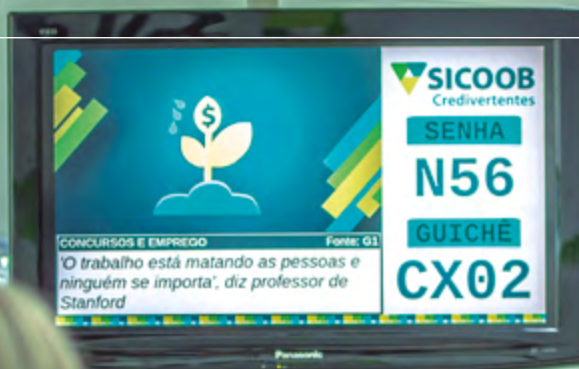 CONCURSOS E EMPREGO Fonte: G1
'O trabalho está matando as pessoas e
ninguém se importa', diz professor de
Stanford
SICOOB
Credivertentes
SENHA
N56
GUICHÊ
CX02
Panasonic